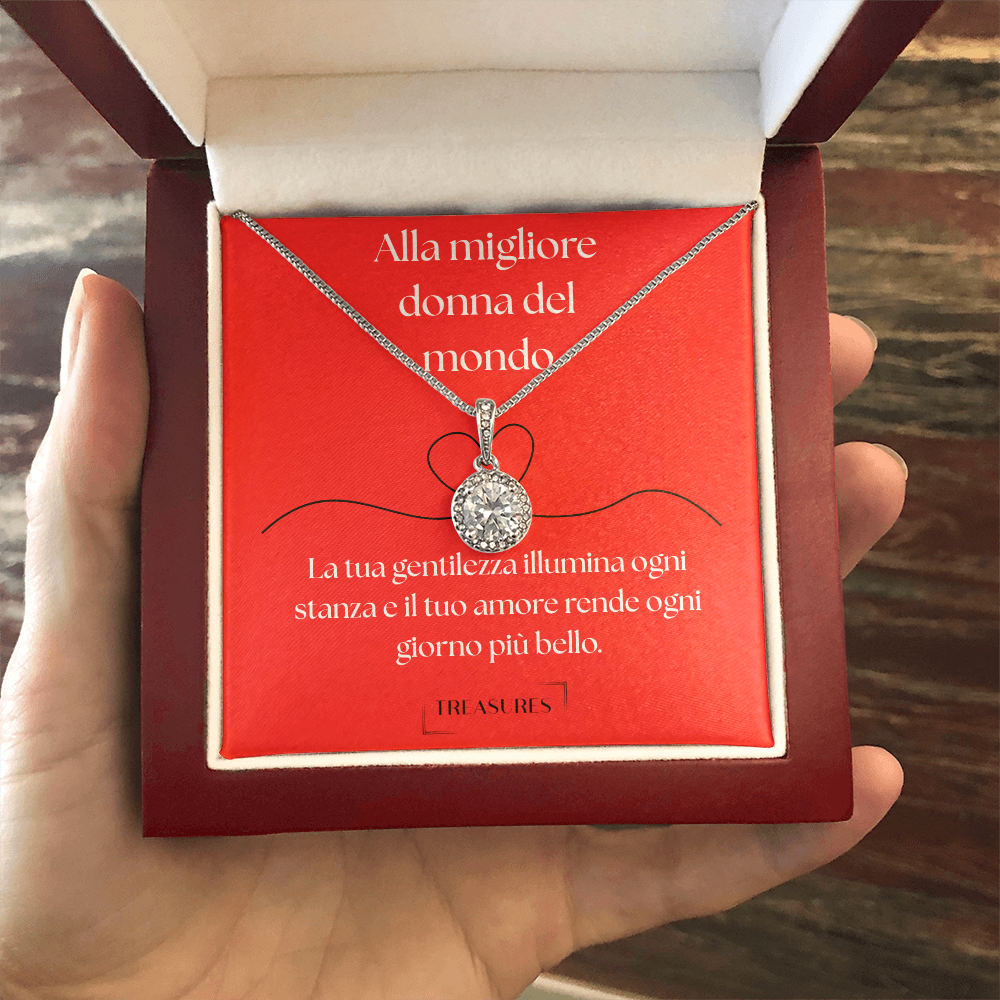 Alla migliore
donna del
mondo
La tua gentilezza illumina ogni
stanza e il tuo amore rende ogni
giorno più bello.
TREASURES